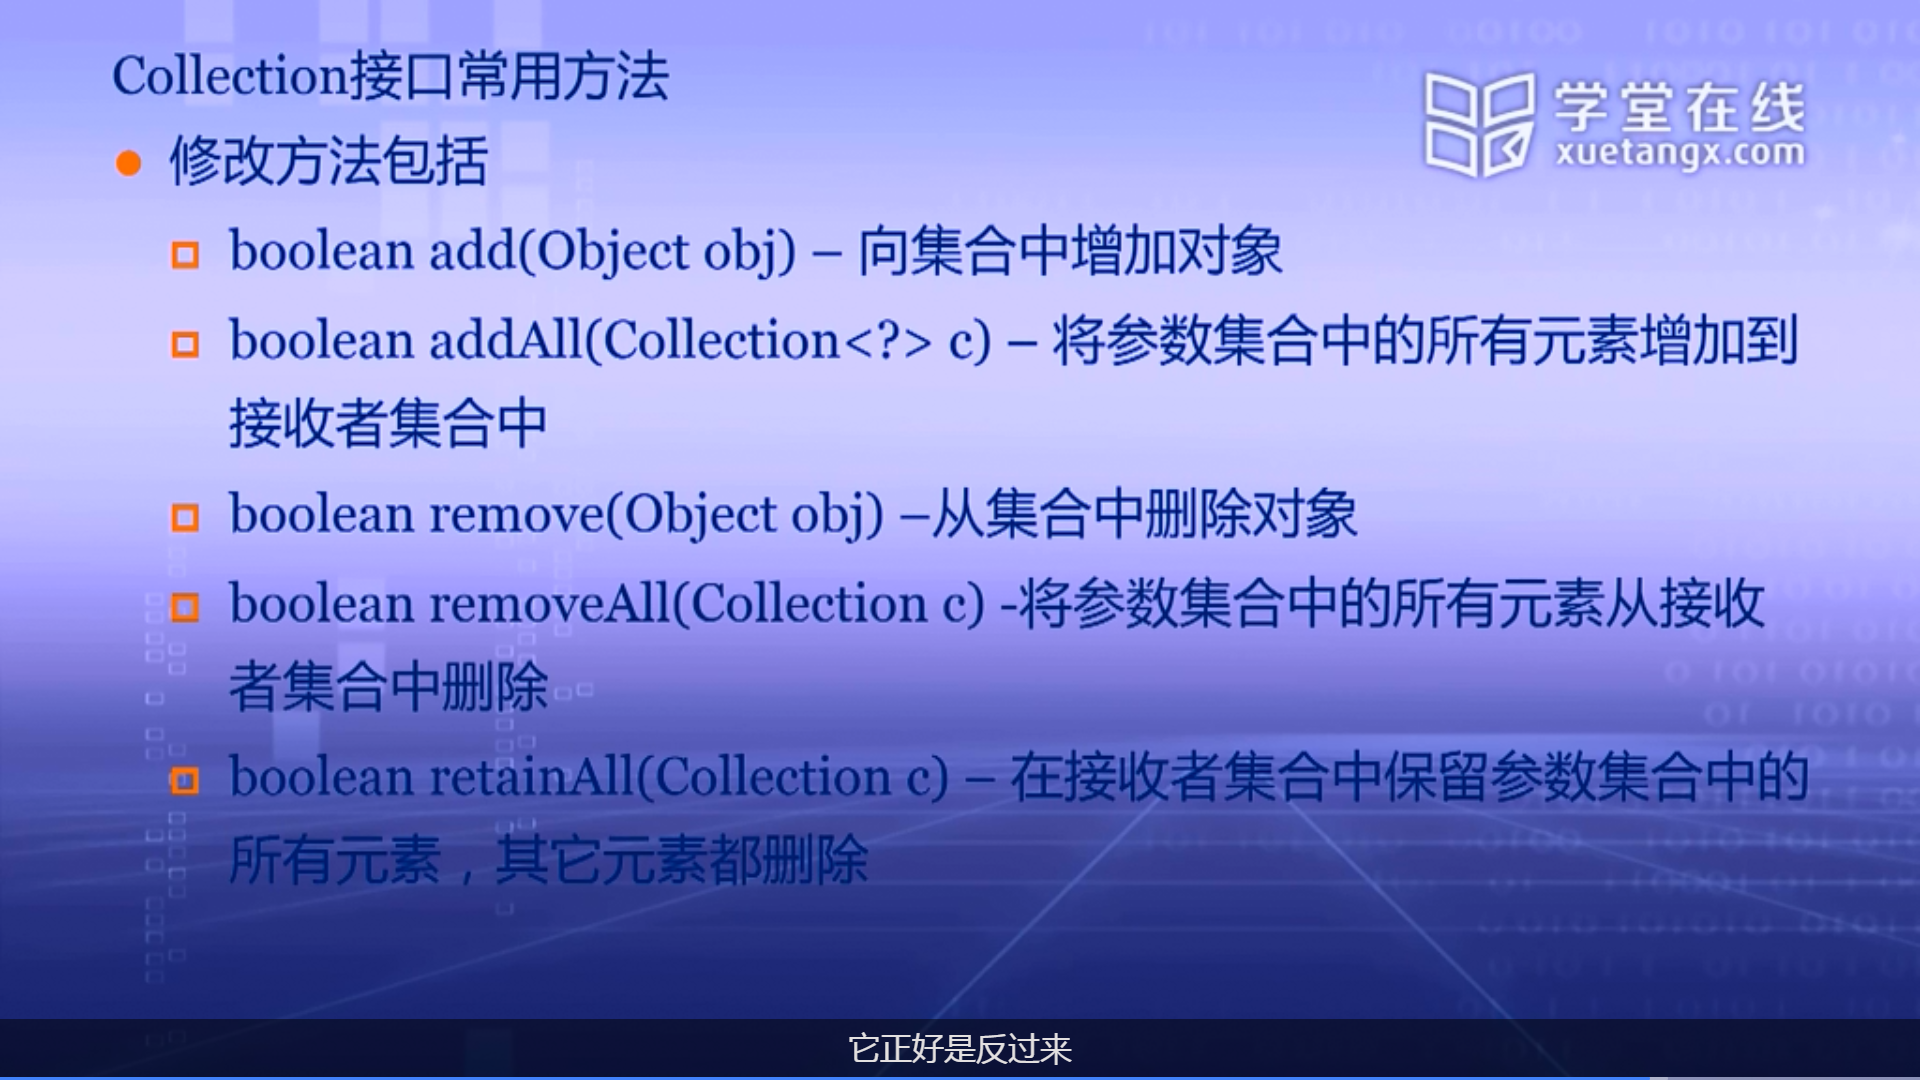 Collection接口常用方法
学堂在线
xuetangx.com
修改方法包括
boolean add(Object obj) – 向集合中增加对象
boolean addAll(Collection<?> c) – 将参数集合中的所有元素增加到
接收者集合中
boolean remove(Object obj) –从集合中删除对象
boolean removeAll(Collection c) -将参数集合中的所有元素从接收
者集合中删除
boolean retainAll(Collection c) – 在接收者集合中保留参数集合中的
所有元素，其它元素都删除
它正好是反过来